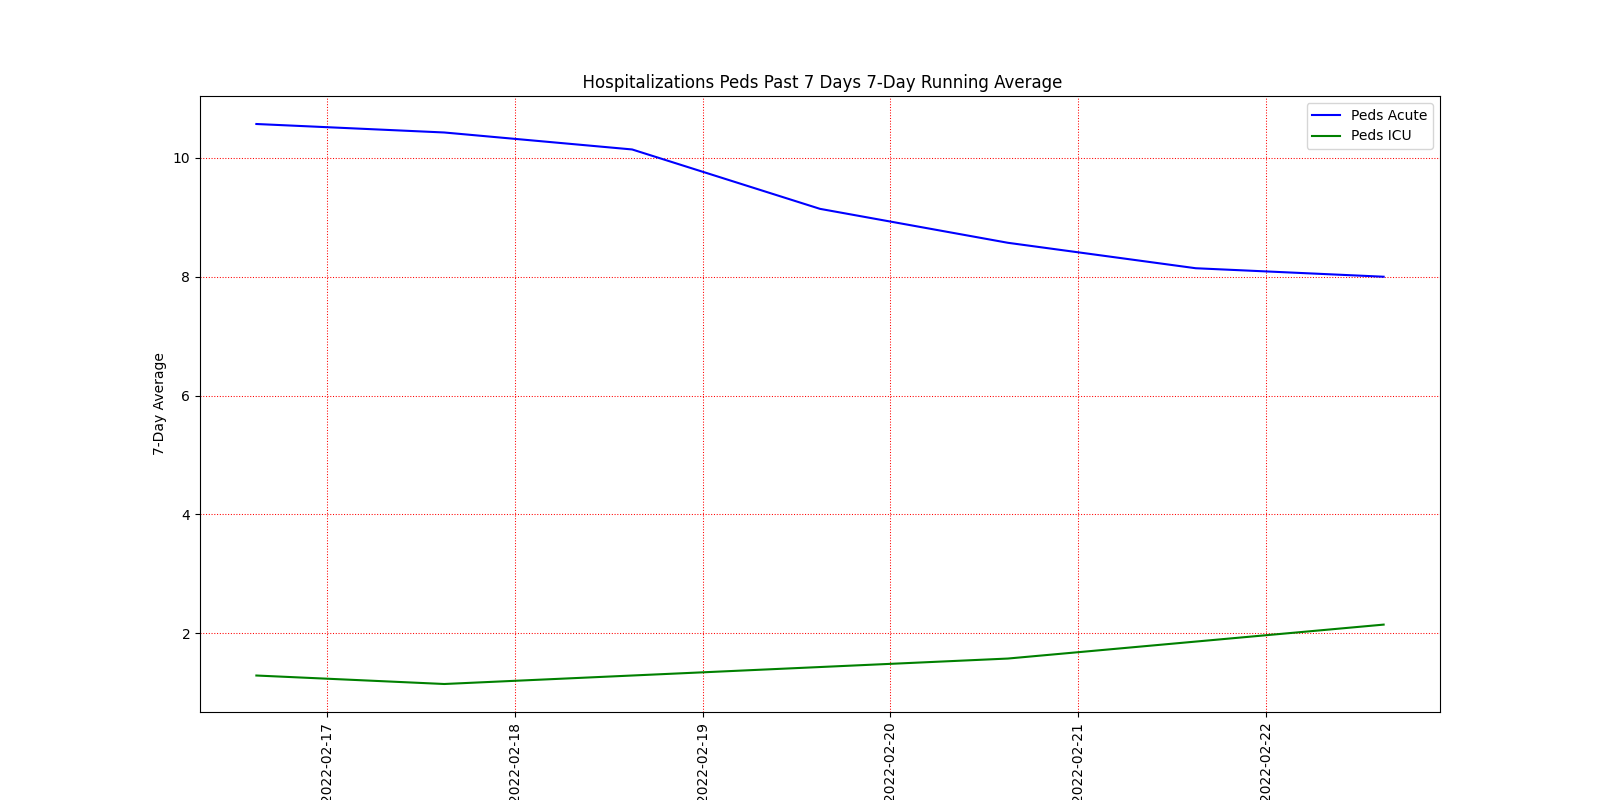 Hospitalizations Peds Past 7 Days 7-Day Running Average
Peds Acute
Peds ICU
10
8
6
4
2
7-Day Average
2022-02-17
2022-02-18
2022-02-19
2022-02-20
2022-02-21
2022-02-22